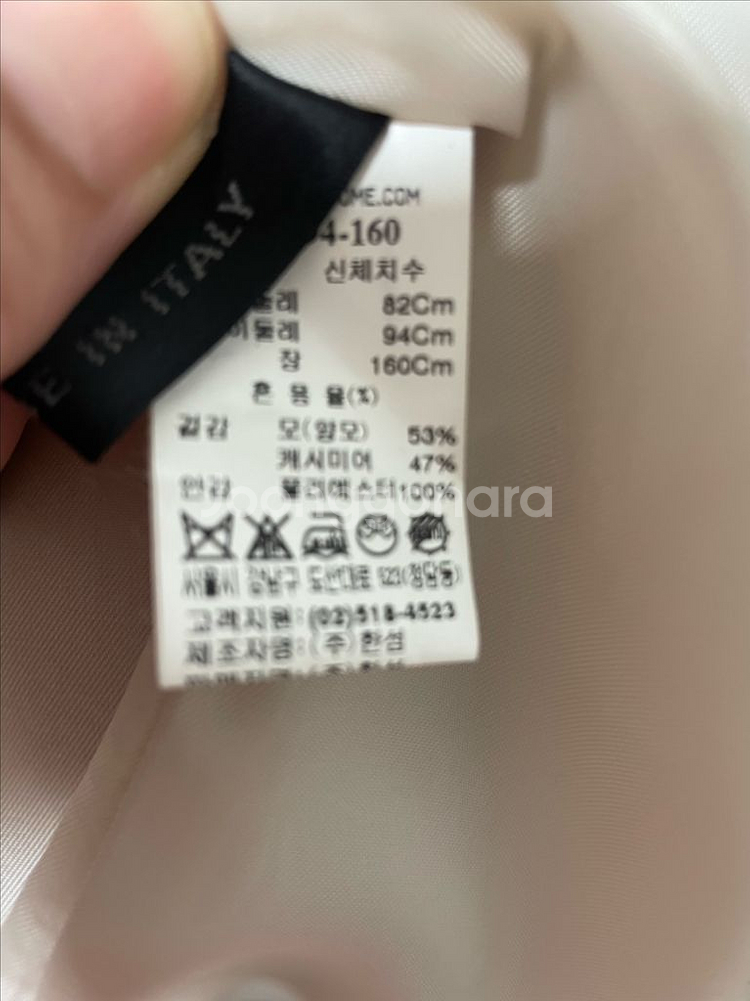 E IN ITALY
OME.COM
4-160
신체치수
둘레 82Cm
이둘레 94Cm
장 160Cm
혼 용 율(%)
겉감 모(양모) 53%
캐시미어 47%
안감 폴리에스터100%
Joongonara
서울시 강남구 도산대로 523(청담동)
고객지원:(02)518-4523
제조자명:(주)한섬